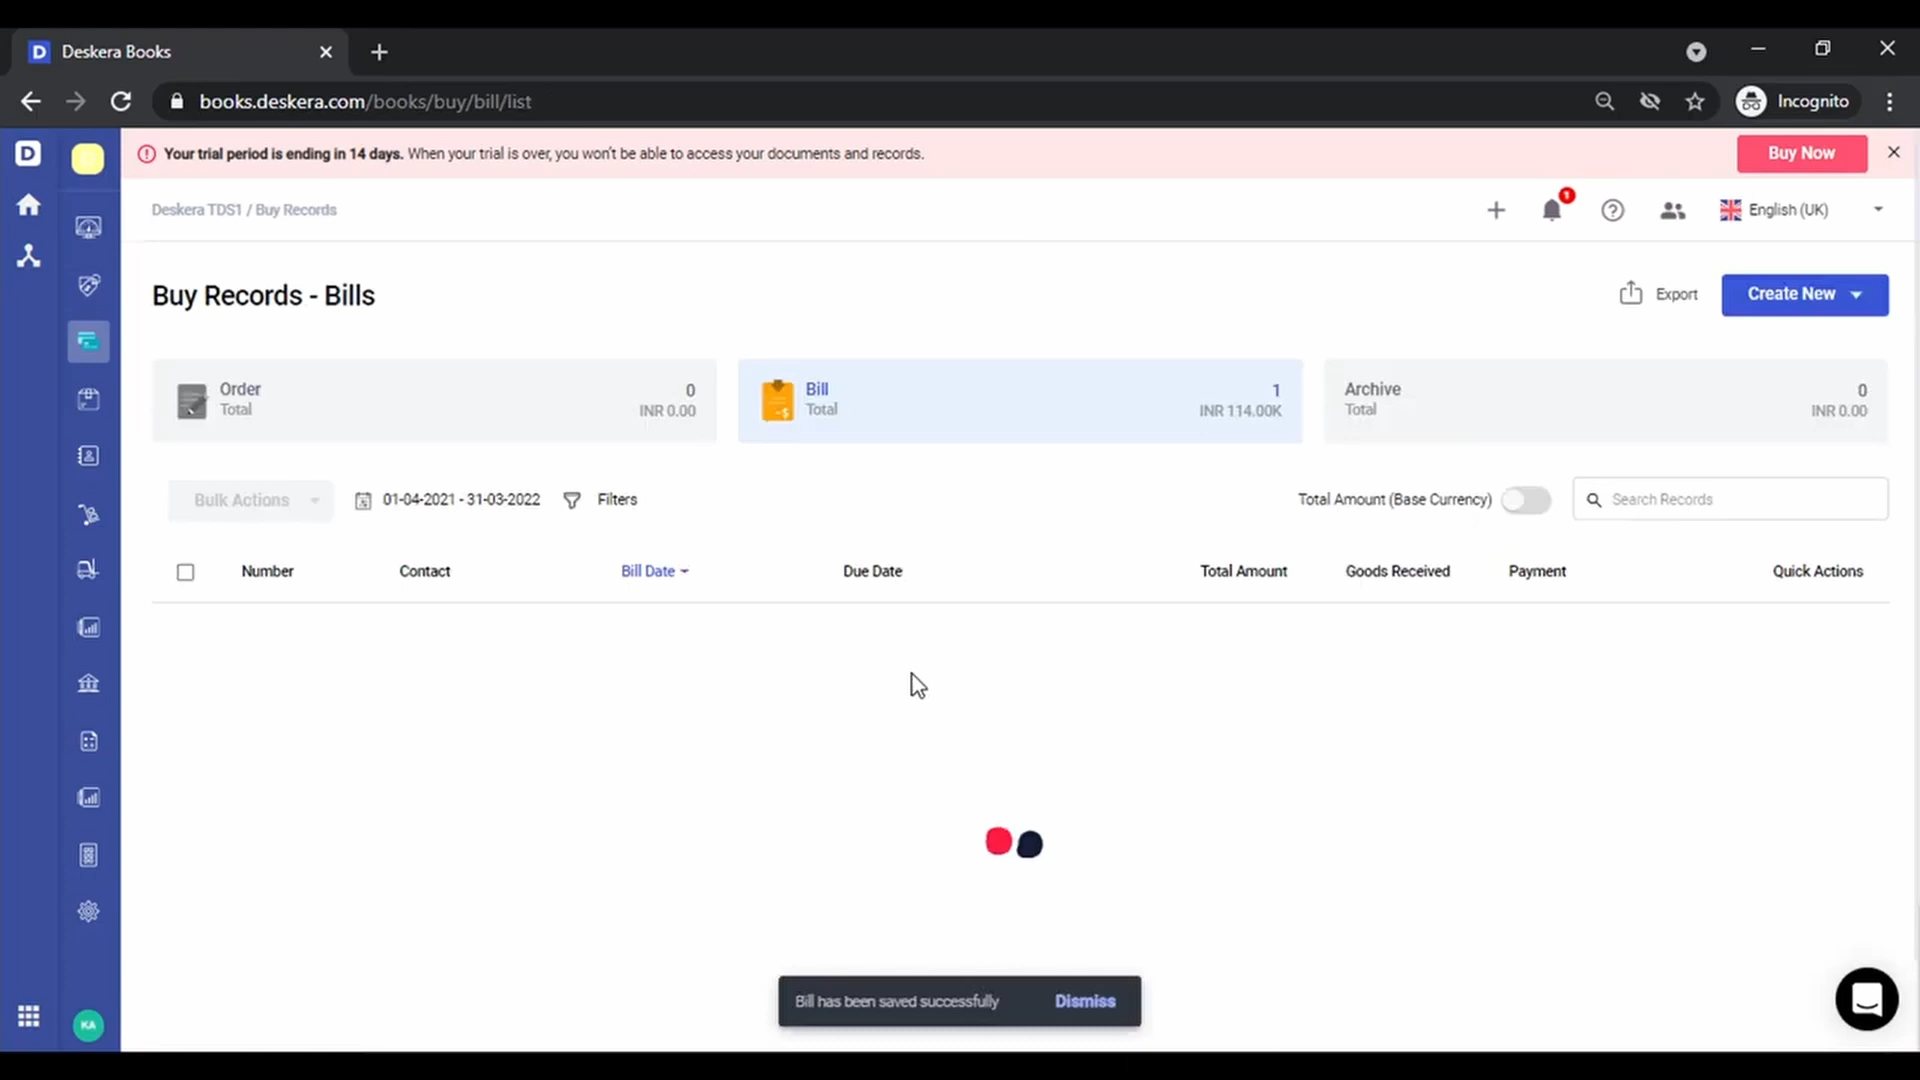 Deskera Books
books.deskera.com/books/buy/bill/list
Incognito
Your trial period is ending in 14 days. When your trial is over, you won't be able to access your documents and records.
Buy Now
Deskera TDS1 / Buy Records
1
English (UK)
Buy Records - Bills
Export
Create New
Order
Total
0
INR 0.00
Bill
Total
1
INR 114.00K
Archive
Total
0
INR 0.00
Bulk Actions
01-04-2021 - 31-03-2022
Filters
Total Amount (Base Currency)
Search Records
Number
Contact
Bill Date
Due Date
Total Amount
Goods Received
Payment
Quick Actions
Bill has been saved successfully
Dismiss
KA